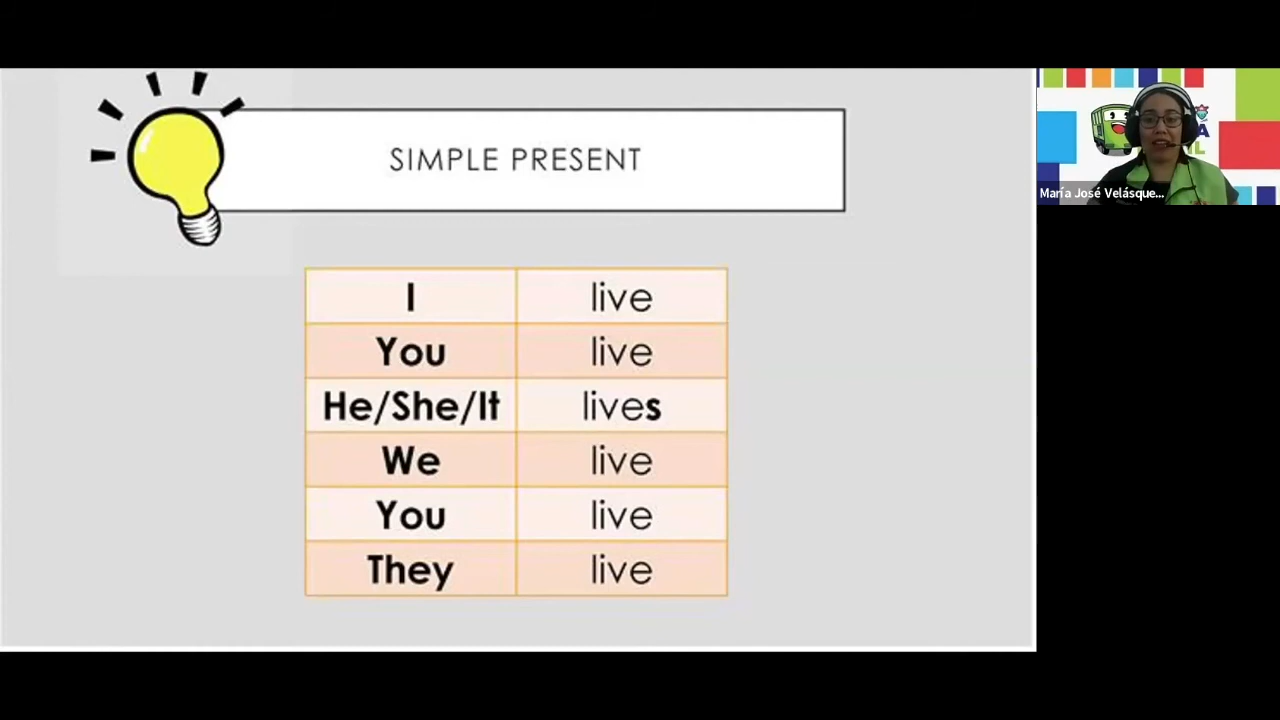 SIMPLE PRESENT
I live
You live
He/She/It lives
We live
You live
They live
María José Velásque...